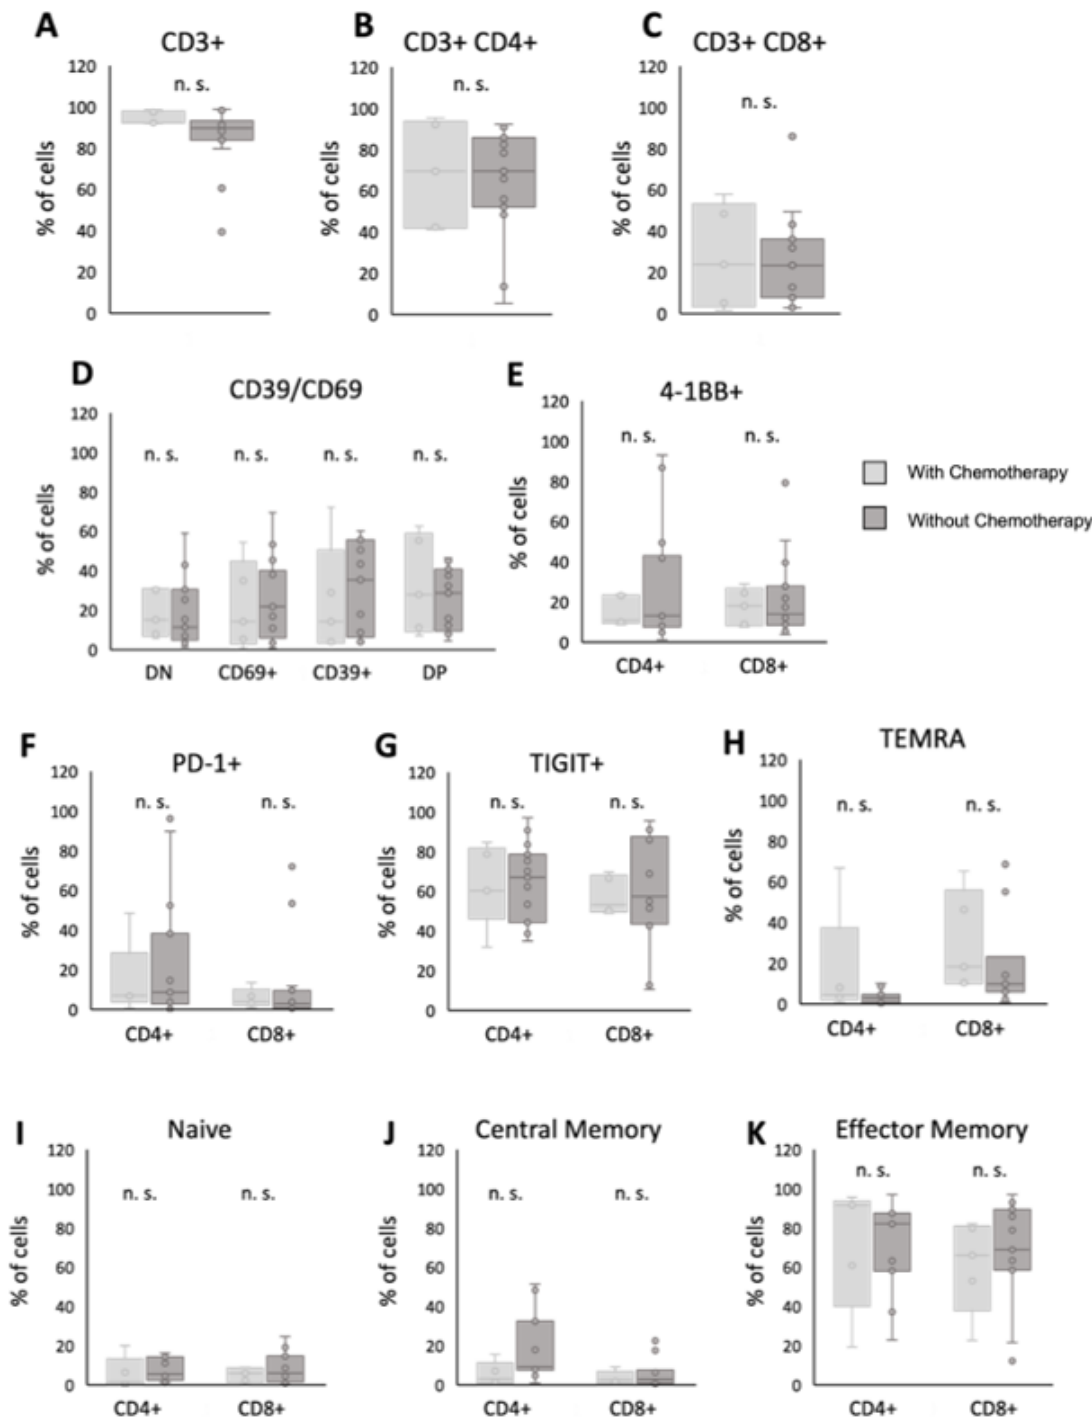 A
CD3+
% of cells
120
100
80
60
40
20
0
n. s.
B
CD3+ CD4+
% of cells
120
100
80
60
40
20
0
n. s.
C
CD3+ CD8+
% of cells
120
100
80
60
40
20
0
n. s.
D
CD39/CD69
% of cells
120
100
80
60
40
20
0
n. s. n. s. n. s. n. s.
DN CD69+ CD39+ DP
E
4-1BB+
% of cells
120
100
80
60
40
20
0
n. s. n. s.
CD4+ CD8+
With Chemotherapy
Without Chemotherapy
F
PD-1+
% of cells
120
100
80
60
40
20
0
n. s. n. s.
CD4+ CD8+
G
TIGIT+
% of cells
120
100
80
60
40
20
0
n. s. n. s.
CD4+ CD8+
H
TEMRA
% of cells
120
100
80
60
40
20
0
n. s. n. s.
CD4+ CD8+
I
Naive
% of cells
120
100
80
60
40
20
0
n. s. n. s.
CD4+ CD8+
J
Central Memory
% of cells
120
100
80
60
40
20
0
n. s. n. s.
CD4+ CD8+
K
Effector Memory
% of cells
120
100
80
60
40
20
0
n. s. n. s.
CD4+ CD8+